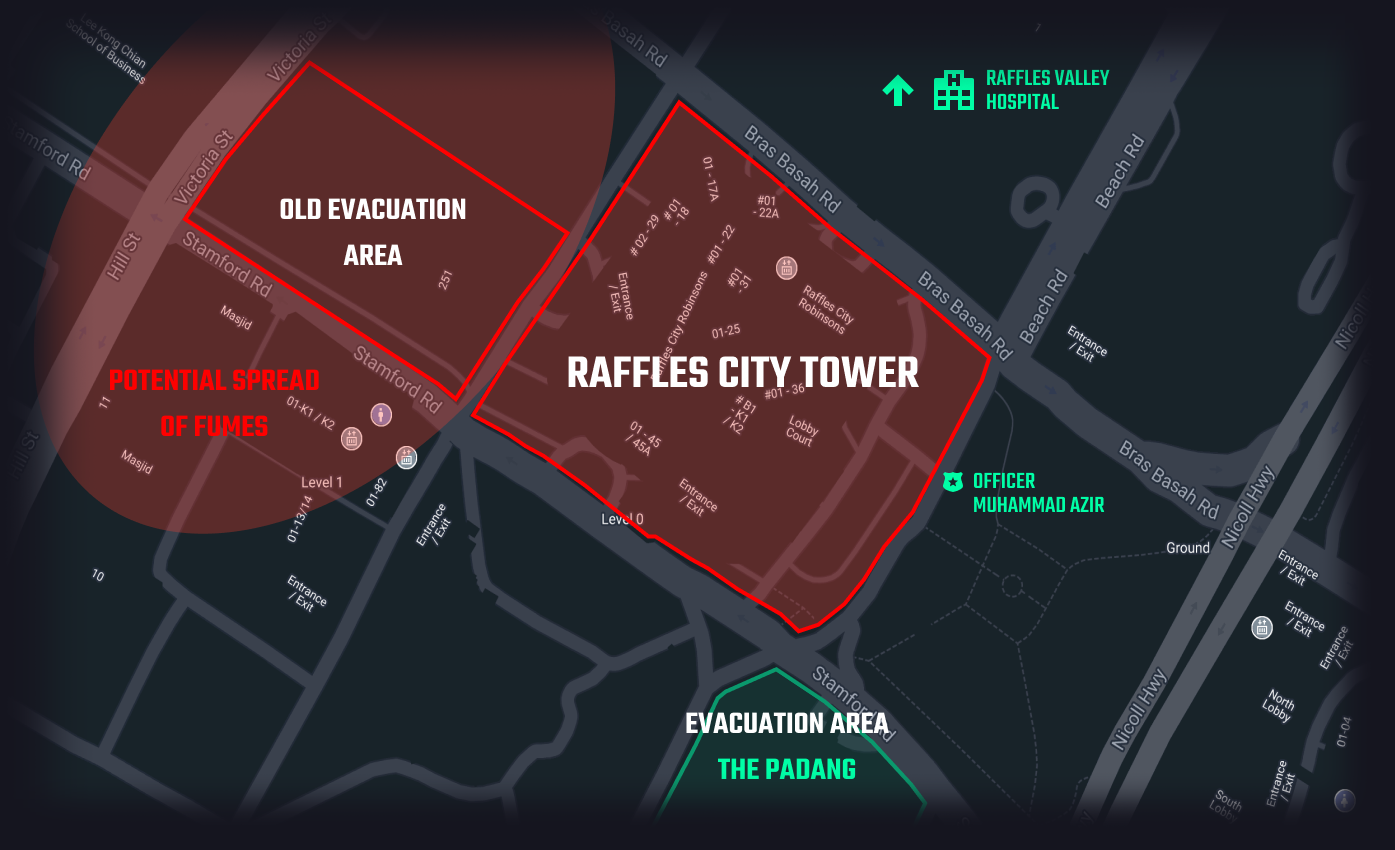 Lee Kong Chian
School of Business
Victoria St
Basah Rd
RAFFLES VALLEY
HOSPITAL
Stamford Rd
Victoria St
Bras Basah Rd
Beach Rd
01 - 17A
#01
- 22A
# 01
- 18
# 02 - 29
#01 - 22
OLD EVACUATION
AREA
251
Hill St
Stamford Rd
#01
- 31
Entrance
/ Exit
Raffles City
Robinsons
Raffles City Robinsons
01-25
Bras Basah Rd
Beach Rd
Entrance
/ Exit
Nicoll
Masjid
RAFFLES CITY TOWER
Stamford Rd
POTENTIAL SPREAD
OF FUMES
11
01-K1 / K2
#01 - 36
# B1
- K1
/ K2
Lobby
Court
01 - 45
/ 45A
Masjid
Level 1
01-82
01-13/14
Entrance
/ Exit
Entrance
/ Exit
Level 0
OFFICER
MUHAMMAD AZIR
Bras Basah Rd
Nicoll Hwy
Ground
Hill St
10
Entrance
/ Exit
Entrance
/ Exit
Entrance
/ Exit
Entrance
/ Exit
Stamford Rd
EVACUATION AREA
THE PADANG
Nicoll Hwy
North
Lobby
01-04
Entrance
/ Exit
South
Lobby